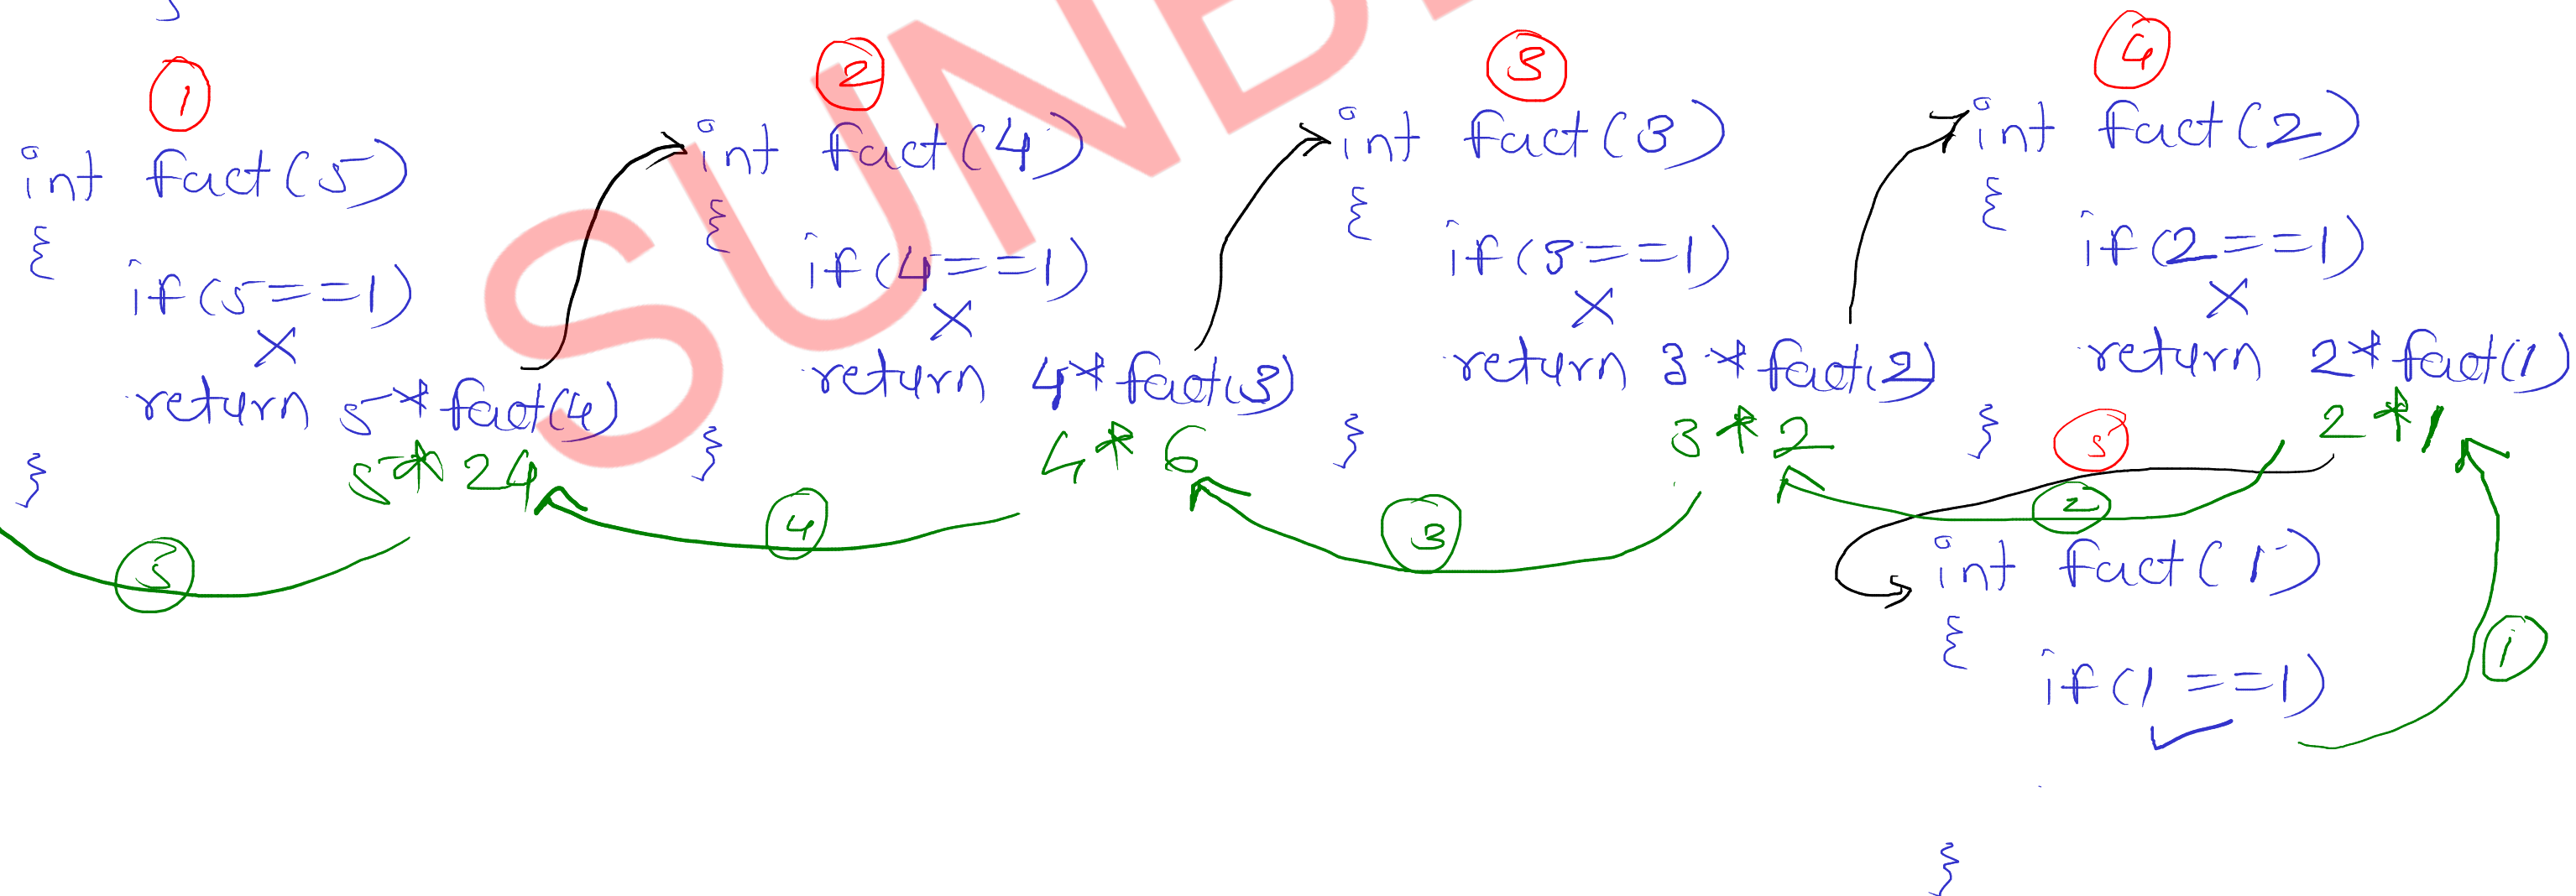 ①
int fact(5)
{
if(5==1)
X
return 5*fact(4)
5*24
}
⑤
②
int fact(4)
{
if(4==1)
X
return 4*fact(3)
4*6
}
④
③
int fact(3)
{
if(3==1)
X
return 3*fact(2)
3*2
}
③
④
int fact(2)
{
if(2==1)
X
return 2*fact(1)
2*1
}
⑤
②
int fact(1)
{
if(1==1)
✓
①
}